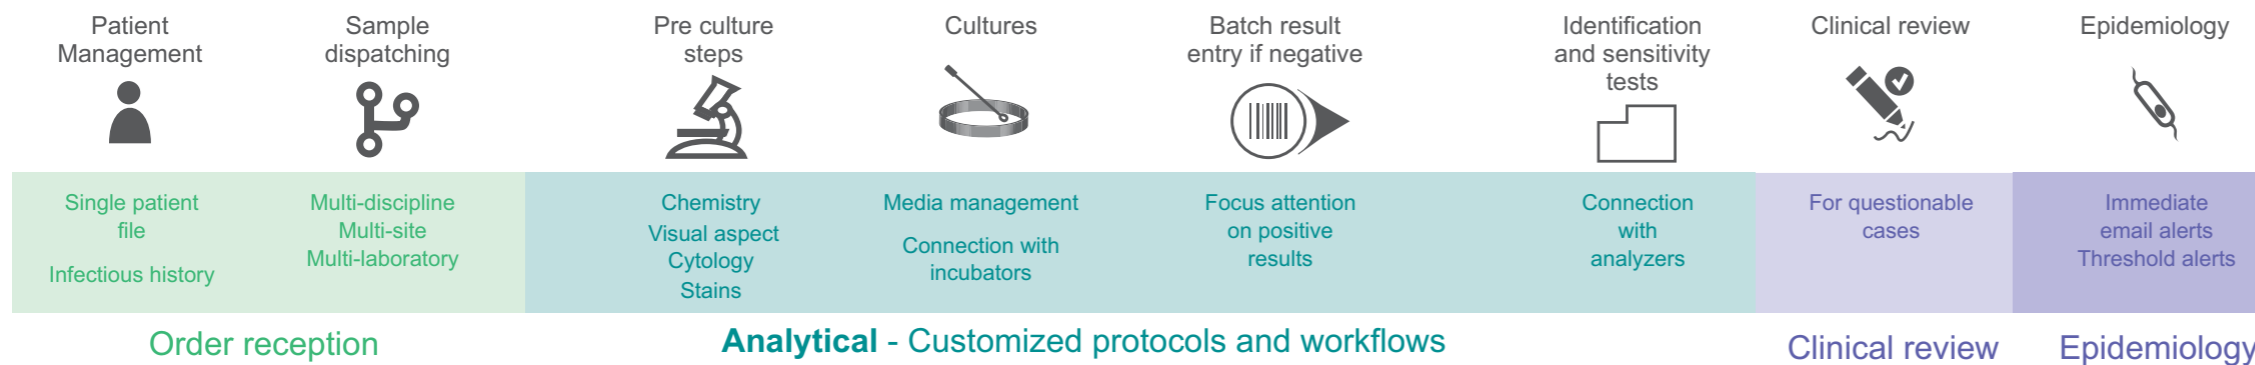 Patient
Management
Sample
dispatching
Pre culture
steps
Cultures
Batch result
entry if negative
Identification
and sensitivity
tests
Clinical review
Epidemiology
Single patient
file
Infectious history
Multi-discipline
Multi-site
Multi-laboratory
Chemistry
Visual aspect
Cytology
Stains
Media management
Connection with
incubators
Focus attention
on positive
results
Connection
with
analyzers
For questionable
cases
Immediate
email alerts
Threshold alerts
Order reception
Analytical - Customized protocols and workflows
Clinical review
Epidemiology